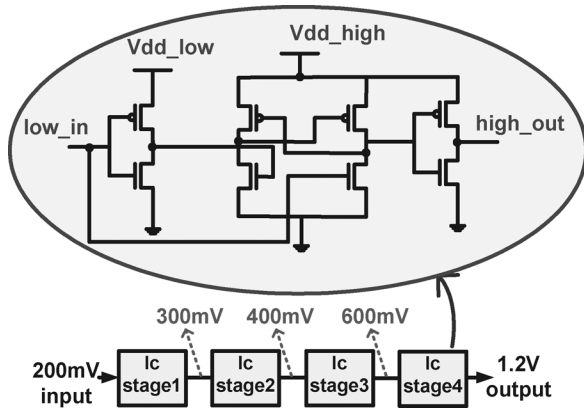 Vdd_high
Vdd_low
low_in
high_out
300mV
400mV
600mV
200mV
input
lc
stage1
lc
stage2
lc
stage3
lc
stage4
1.2V
output